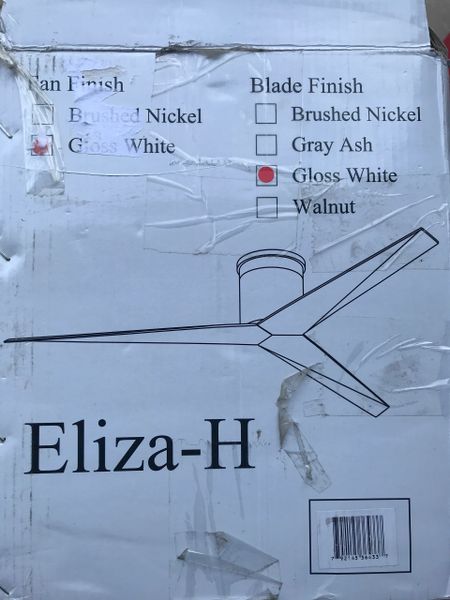 Fan Finish
Brushed Nickel
Gloss White
Blade Finish
Brushed Nickel
Gray Ash
Gloss White
Walnut
Eliza-H